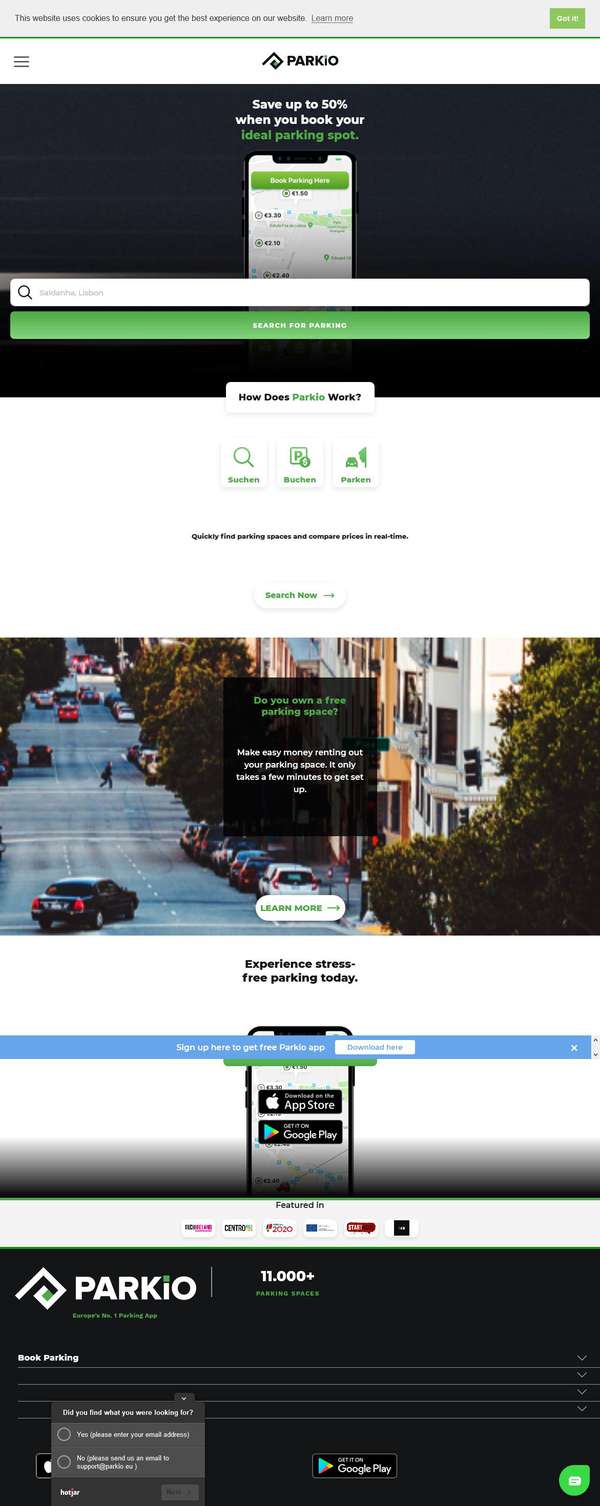 This website uses cookies to ensure you get the best experience on our website. Learn more
Got it!
PARKiO
Save up to 50%
when you book your
ideal parking spot.
Book Parking Here
€1.50
€3.30
€2.10
€2.40
Saldanha, Lisbon
SEARCH FOR PARKING
How Does Parkio Work?
Suchen
Buchen
Parken
Quickly find parking spaces and compare prices in real-time.
Search Now
Do you own a free
parking space?
Make easy money renting out
your parking space. It only
takes a few minutes to get set
up.
LEARN MORE
Experience stress-
free parking today.
Sign up here to get free Parkio app
Download here
€1.50
€3.30
Download on the
App Store
GET IT ON
Google Play
€2.40
€2.40
Featured in
2020
START
PARKiO
Europe's No. 1 Parking App
11.000+
PARKING SPACES
Book Parking
Did you find what you were looking for?
Yes (please enter your email address)
No (please send us an email to
support@parkio.eu )
hotjar
Next
GET IT ON
Google Play